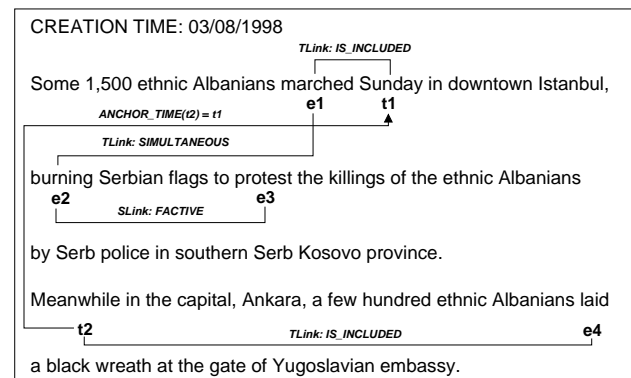 CREATION TIME: 03/08/1998
TLink: IS_INCLUDED
Some 1,500 ethnic Albanians marched Sunday in downtown Istanbul,
e1 t1
ANCHOR_TIME(t2) = t1
TLink: SIMULTANEOUS
burning Serbian flags to protest the killings of the ethnic Albanians
e2 e3
SLink: FACTIVE
by Serb police in southern Serb Kosovo province.
Meanwhile in the capital, Ankara, a few hundred ethnic Albanians laid
t2 TLink: IS_INCLUDED e4
a black wreath at the gate of Yugoslavian embassy.